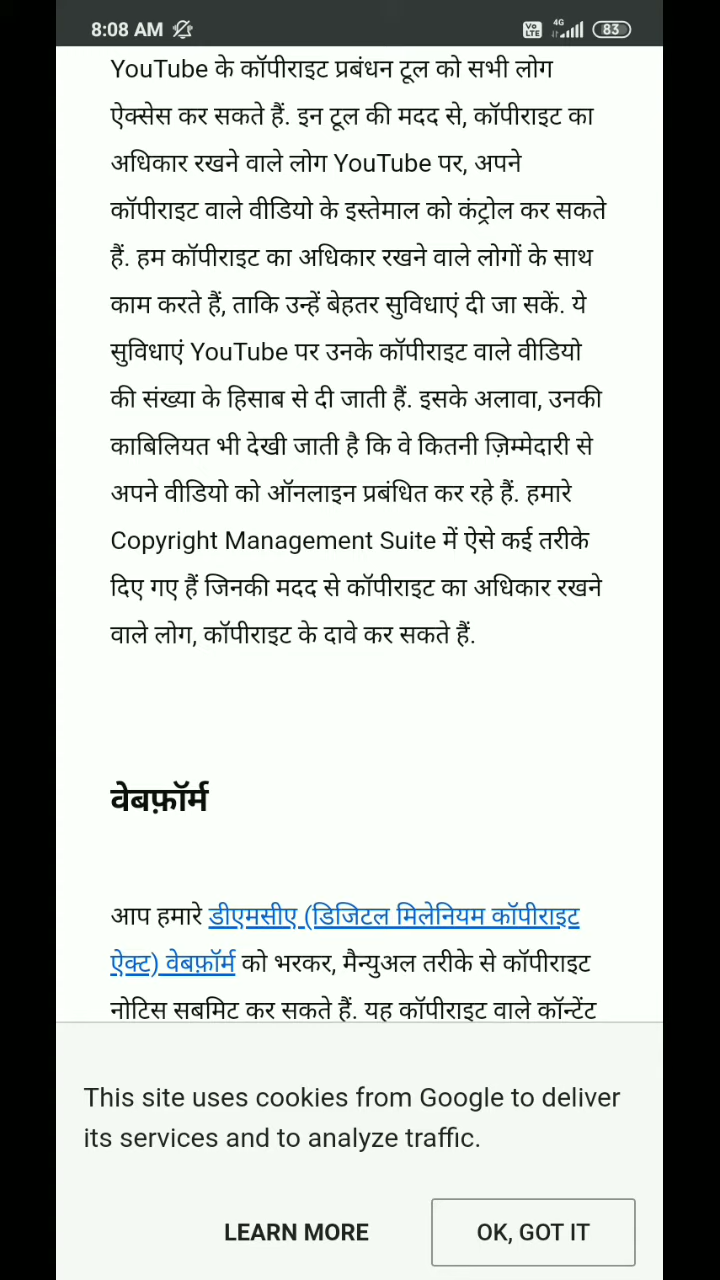 8:08 AM
Vo LTE 4G 83
YouTube के कॉपीराइट प्रबंधन टूल को सभी लोग
ऐक्सेस कर सकते हैं. इन टूल की मदद से, कॉपीराइट का
अधिकार रखने वाले लोग YouTube पर, अपने
कॉपीराइट वाले वीडियो के इस्तेमाल को कंट्रोल कर सकते
हैं. हम कॉपीराइट का अधिकार रखने वाले लोगों के साथ
काम करते हैं, ताकि उन्हें बेहतर सुविधाएं दी जा सकें. ये
सुविधाएं YouTube पर उनके कॉपीराइट वाले वीडियो
की संख्या के हिसाब से दी जाती हैं. इसके अलावा, उनकी
काबिलियत भी देखी जाती है कि वे कितनी ज़िम्मेदारी से
अपने वीडियो को ऑनलाइन प्रबंधित कर रहे हैं. हमारे
Copyright Management Suite में ऐसे कई तरीके
दिए गए हैं जिनकी मदद से कॉपीराइट का अधिकार रखने
वाले लोग, कॉपीराइट के दावे कर सकते हैं.
वेबफ़ॉर्म
आप हमारे डीएमसीए (डिजिटल मिलेनियम कॉपीराइट
ऐक्ट) वेबफ़ॉर्म को भरकर, मैन्युअल तरीके से कॉपीराइट
नोटिस सबमिट कर सकते हैं. यह कॉपीराइट वाले कॉन्टेंट
This site uses cookies from Google to deliver
its services and to analyze traffic.
LEARN MORE
OK, GOT IT